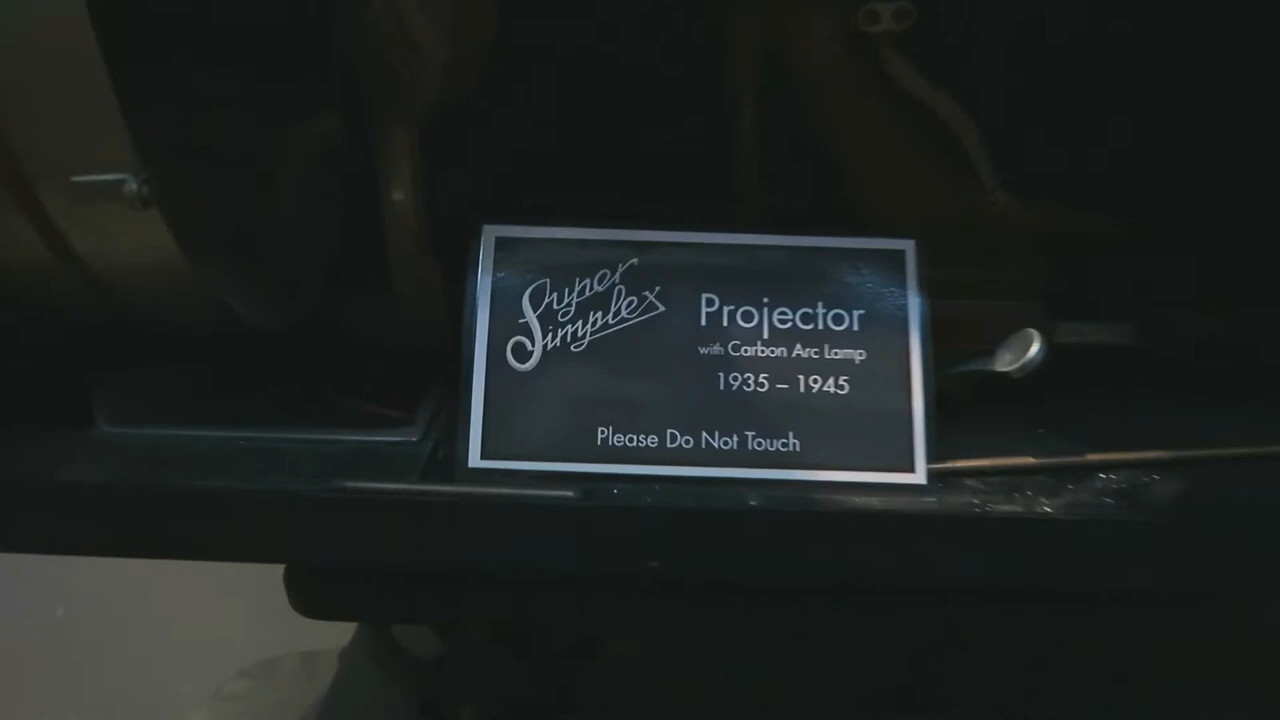 Super
Simplex
Projector
with Carbon Arc Lamp
1935 – 1945
Please Do Not Touch